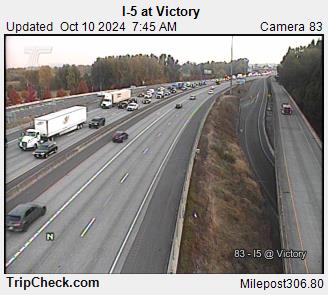 I-5 at Victory
Updated Oct 10 2024 7:45 AM Camera 83
N
83 - I5 @ Victory
TripCheck.com Milepost306.80